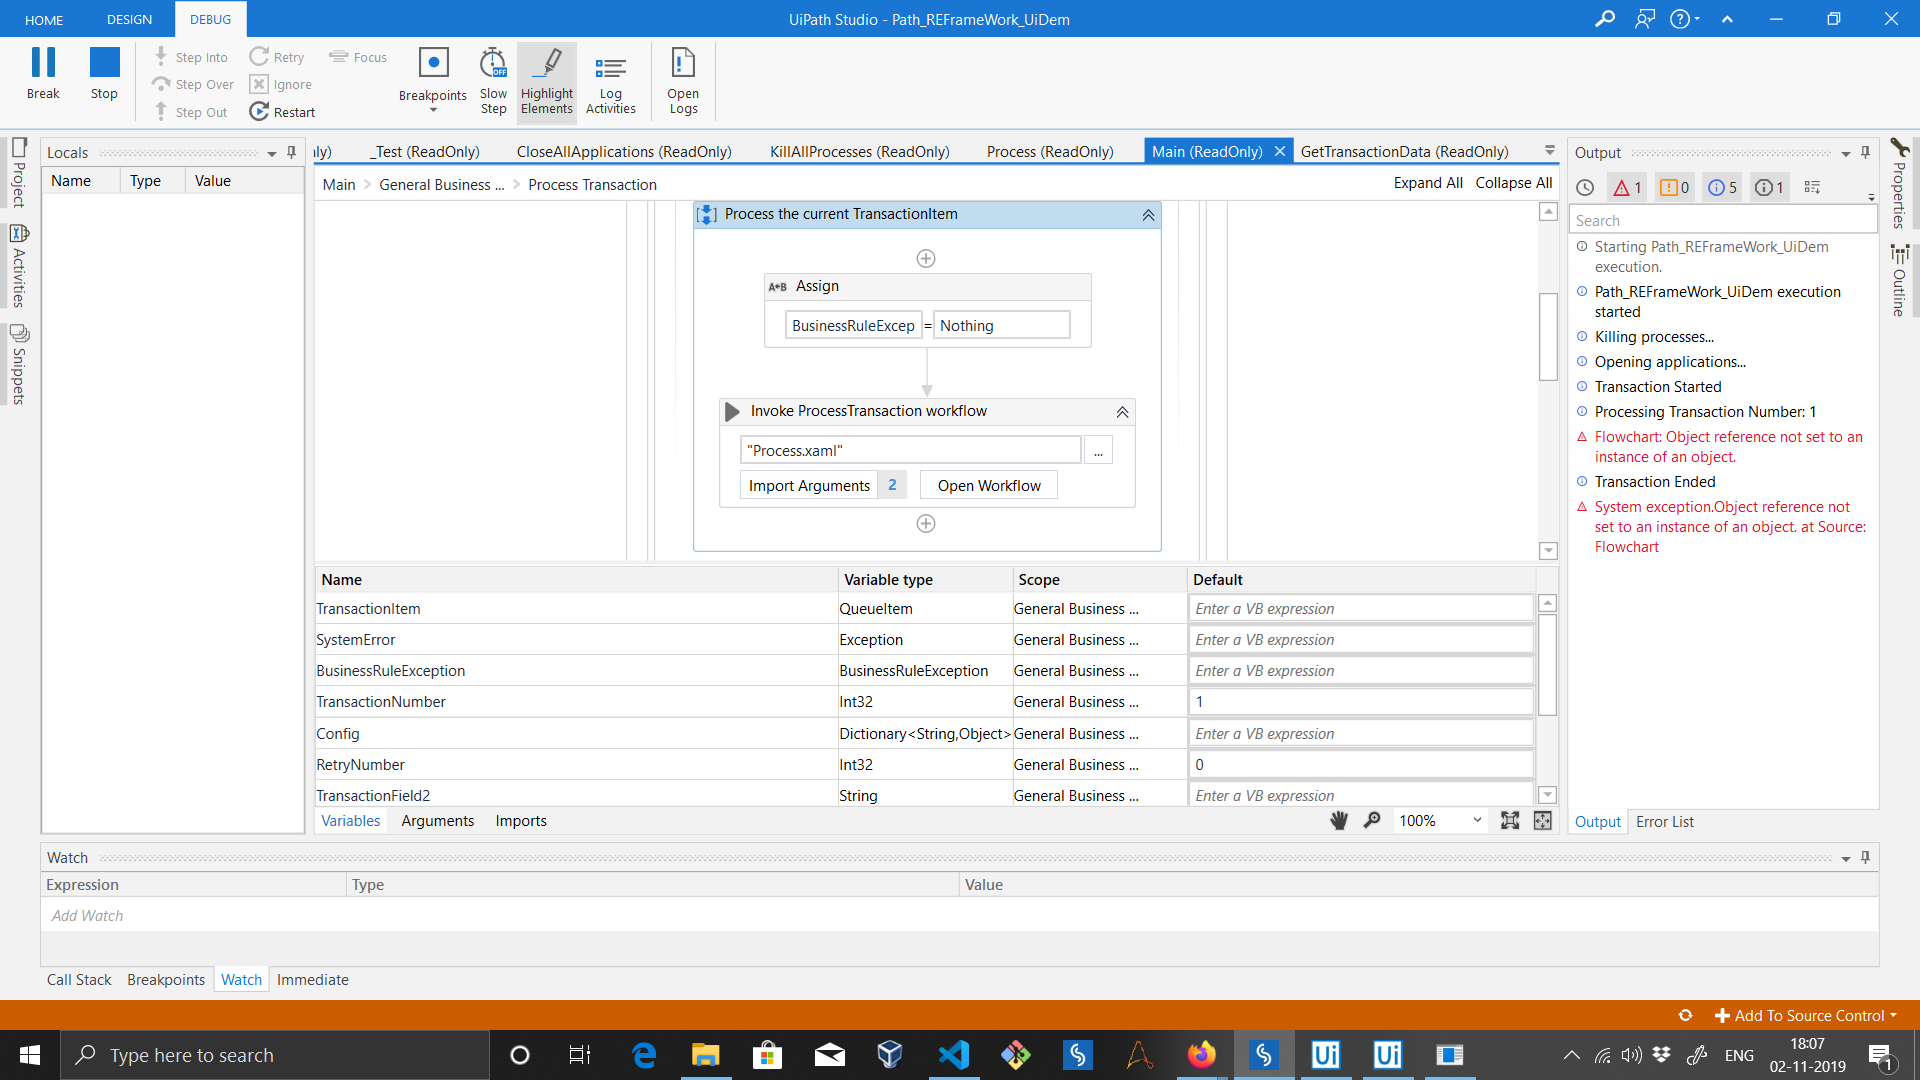 HOME DESIGN DEBUG UiPath Studio - Path_REFrameWork_UiDem
Break Stop Step Into Step Over Step Out Retry Ignore Restart Focus Breakpoints Slow Step OFF Highlight Elements Log Activities Open Logs
Project
Activities
Snippets
Locals
Name Type Value
nly) _Test (ReadOnly) CloseAllApplications (ReadOnly) KillAllProcesses (ReadOnly) Process (ReadOnly) Main (ReadOnly) GetTransactionData (ReadOnly)
Main > General Business ... > Process Transaction Expand All Collapse All
Process the current TransactionItem
A+B Assign
BusinessRuleExcep = Nothing
Invoke ProcessTransaction workflow
"Process.xaml" ...
Import Arguments 2 Open Workflow
Name Variable type Scope Default
TransactionItem QueueItem General Business ... Enter a VB expression
SystemError Exception General Business ... Enter a VB expression
BusinessRuleException BusinessRuleException General Business ... Enter a VB expression
TransactionNumber Int32 General Business ... 1
Config Dictionary<String,Object> General Business ... Enter a VB expression
RetryNumber Int32 General Business ... 0
TransactionField2 String General Business ... Enter a VB expression
Variables Arguments Imports 100%
Output
1 0 5 1
Search
Starting Path_REFrameWork_UiDem
execution.
Path_REFrameWork_UiDem execution
started
Killing processes...
Opening applications...
Transaction Started
Processing Transaction Number: 1
Flowchart: Object reference not set to an
instance of an object.
Transaction Ended
System exception.Object reference not
set to an instance of an object. at Source:
Flowchart
Output Error List
Properties
Outline
Watch
Expression Type Value
Add Watch
Call Stack Breakpoints Watch Immediate
Add To Source Control
Type here to search
Ui Ui
ENG
18:07
02-11-2019
1